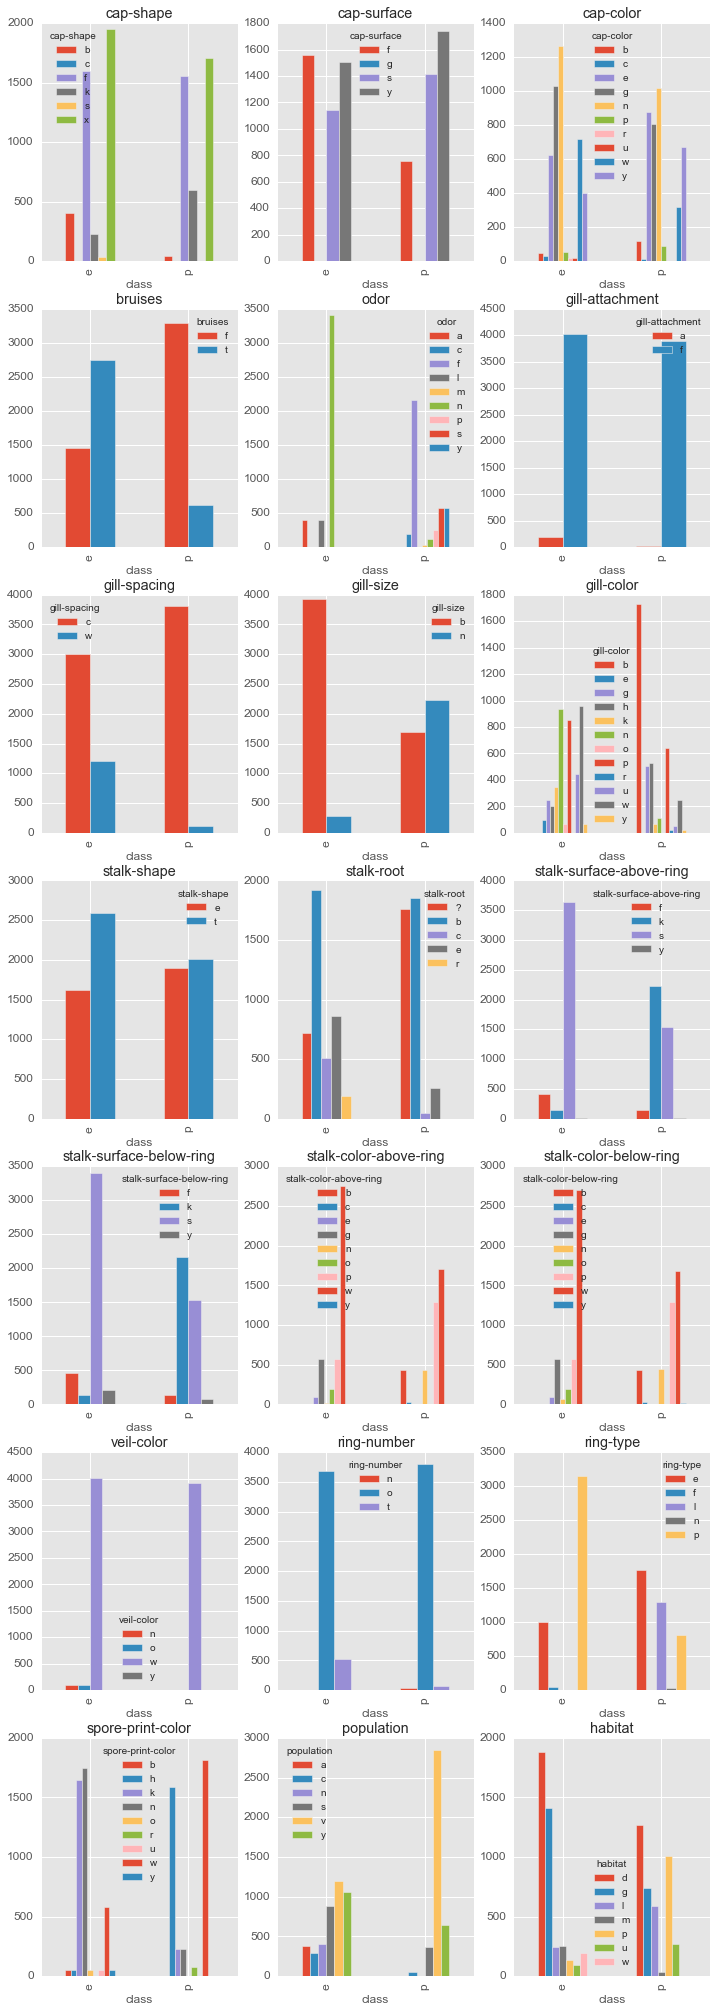 cap-shape
2000
1500
1000
500
0
cap-shape
b
c
f
k
s
x
e
p
class
cap-surface
1800
1600
1400
1200
1000
800
600
400
200
0
cap-surface
f
g
s
y
e
p
class
cap-color
1400
1200
1000
800
600
400
200
0
cap-color
b
c
e
g
n
p
r
u
w
y
e
p
class
bruises
3500
3000
2500
2000
1500
1000
500
0
bruises
f
t
e
p
class
odor
3500
3000
2500
2000
1500
1000
500
0
odor
a
c
f
l
m
n
p
s
y
e
p
class
gill-attachment
4500
4000
3500
3000
2500
2000
1500
1000
500
0
gill-attachment
a
f
e
p
class
gill-spacing
4000
3500
3000
2500
2000
1500
1000
500
0
gill-spacing
c
w
e
p
class
gill-size
4000
3500
3000
2500
2000
1500
1000
500
0
gill-size
b
n
e
p
class
gill-color
1800
1600
1400
1200
1000
800
600
400
200
0
gill-color
b
e
g
h
k
n
o
p
r
u
w
y
e
p
class
stalk-shape
3000
2500
2000
1500
1000
500
0
stalk-shape
e
t
e
p
class
stalk-root
2000
1500
1000
500
0
stalk-root
?
b
c
e
r
e
p
class
stalk-surface-above-ring
4000
3500
3000
2500
2000
1500
1000
500
0
stalk-surface-above-ring
f
k
s
y
e
p
class
stalk-surface-below-ring
3500
3000
2500
2000
1500
1000
500
0
stalk-surface-below-ring
f
k
s
y
e
p
class
stalk-color-above-ring
3000
2500
2000
1500
1000
500
0
stalk-color-above-ring
b
c
e
g
n
o
p
w
y
e
p
class
stalk-color-below-ring
3000
2500
2000
1500
1000
500
0
stalk-color-below-ring
b
c
e
g
n
o
p
w
y
e
p
class
veil-color
4500
4000
3500
3000
2500
2000
1500
1000
500
0
veil-color
n
o
w
y
e
p
class
ring-number
4000
3500
3000
2500
2000
1500
1000
500
0
ring-number
n
o
t
e
p
class
ring-type
3500
3000
2500
2000
1500
1000
500
0
ring-type
e
f
l
n
p
e
p
class
spore-print-color
2000
1500
1000
500
0
spore-print-color
b
h
k
n
o
r
u
w
y
e
p
class
population
3000
2500
2000
1500
1000
500
0
population
a
c
n
s
v
y
e
p
class
habitat
2000
1500
1000
500
0
habitat
d
g
l
m
p
u
w
e
p
class